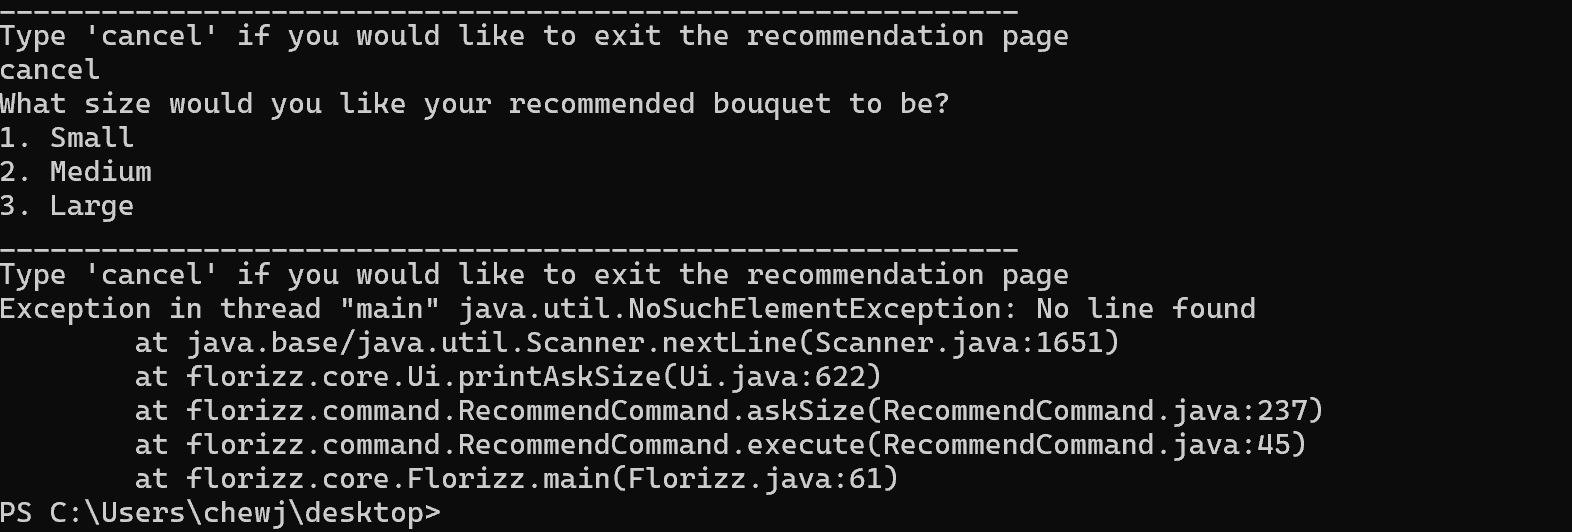 ____________________________________________________________
Type 'cancel' if you would like to exit the recommendation page
cancel
What size would you like your recommended bouquet to be?
1. Small
2. Medium
3. Large
____________________________________________________________
Type 'cancel' if you would like to exit the recommendation page
Exception in thread "main" java.util.NoSuchElementException: No line found
        at java.base/java.util.Scanner.nextLine(Scanner.java:1651)
        at florizz.core.Ui.printAskSize(Ui.java:622)
        at florizz.command.RecommendCommand.askSize(RecommendCommand.java:237)
        at florizz.command.RecommendCommand.execute(RecommendCommand.java:45)
        at florizz.core.Florizz.main(Florizz.java:61)
PS C:\Users\chewj\desktop>